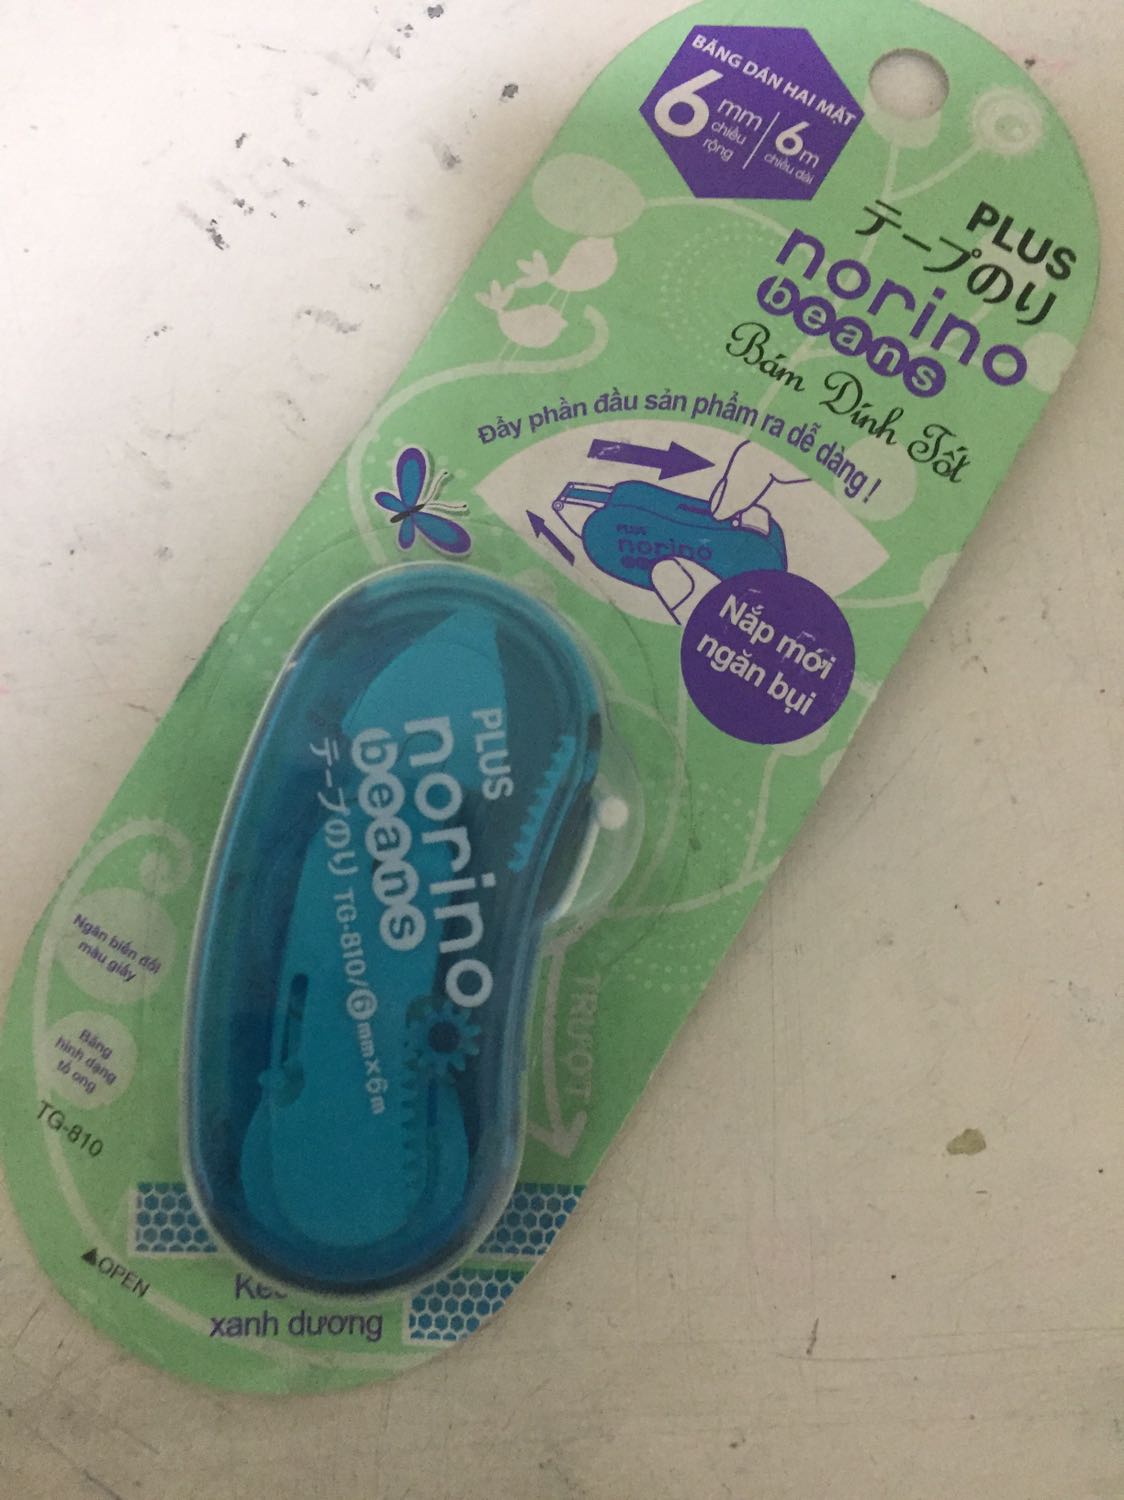 BĂNG DÁN HAI MẶT
6 mm
chiều
rộng
6m
chiều dài
PLUS
テープのり
norino
beans
Bám Dính Tốt
Đẩy phần đầu sản phẩm ra dễ dàng !
PLUS
norino
Nắp mới
ngăn bụi
PLUS
norino
beans
テープのり TG-810/6mm×6m
TRƯỢT
Ngăn biến đổi
màu giấy
Băng
hình dạng
tổ ong
TG-810
▲OPEN
xanh dương